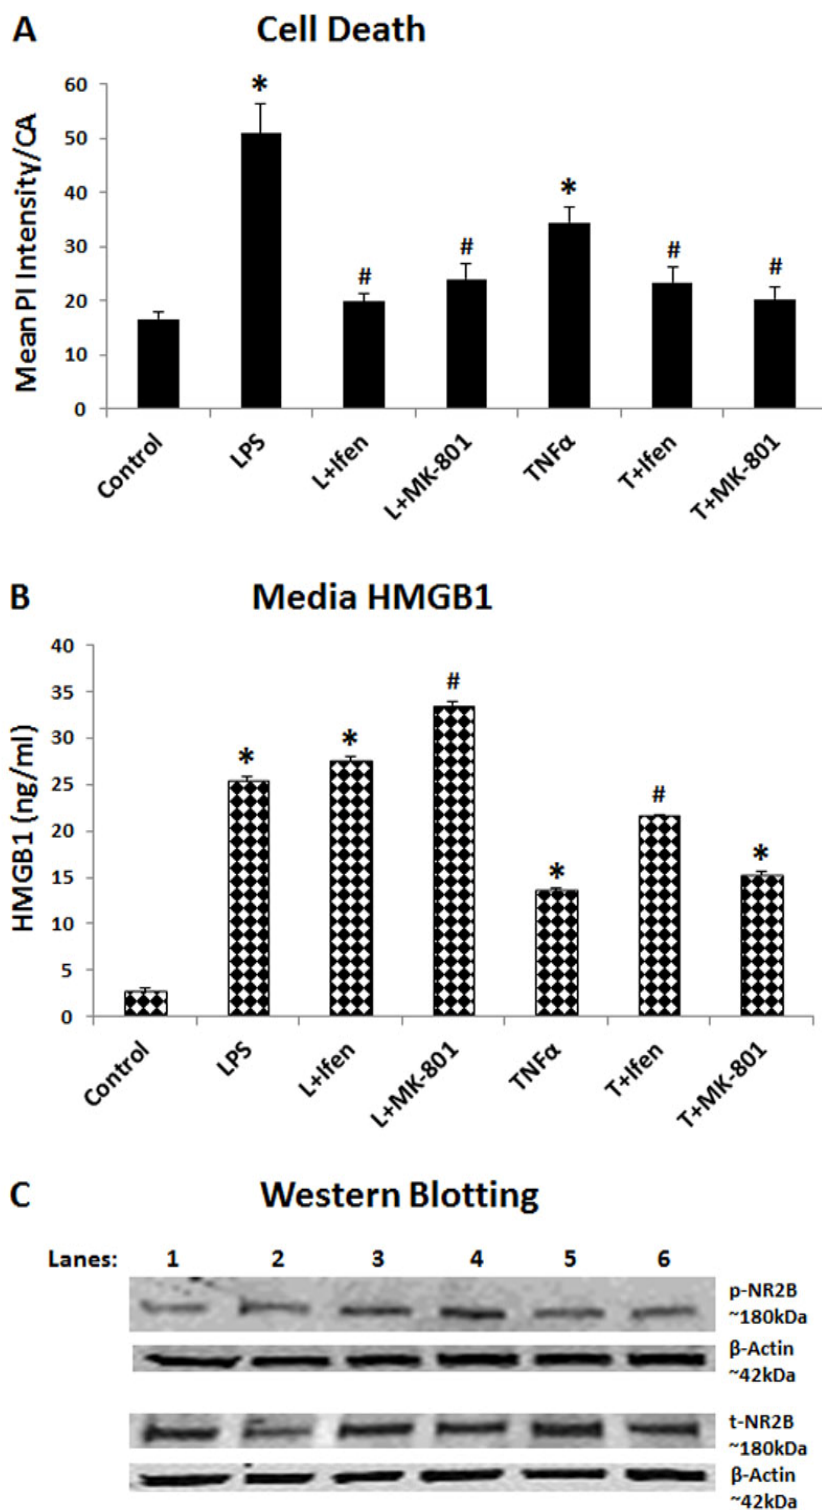 A Cell Death
60
50
40
30
20
10
0
Mean PI Intensity/CA
*
#
#
*
#
#
Control
LPS
L+Ifen
L+MK-801
TNFα
T+Ifen
T+MK-801
B Media HMGB1
40
35
30
25
20
15
10
5
0
HMGB1 (ng/ml)
*
*
#
*
#
*
Control
LPS
L+Ifen
L+MK-801
TNFα
T+Ifen
T+MK-801
C Western Blotting
Lanes: 1 2 3 4 5 6
p-NR2B
~180kDa
β-Actin
~42kDa
t-NR2B
~180kDa
β-Actin
~42kDa